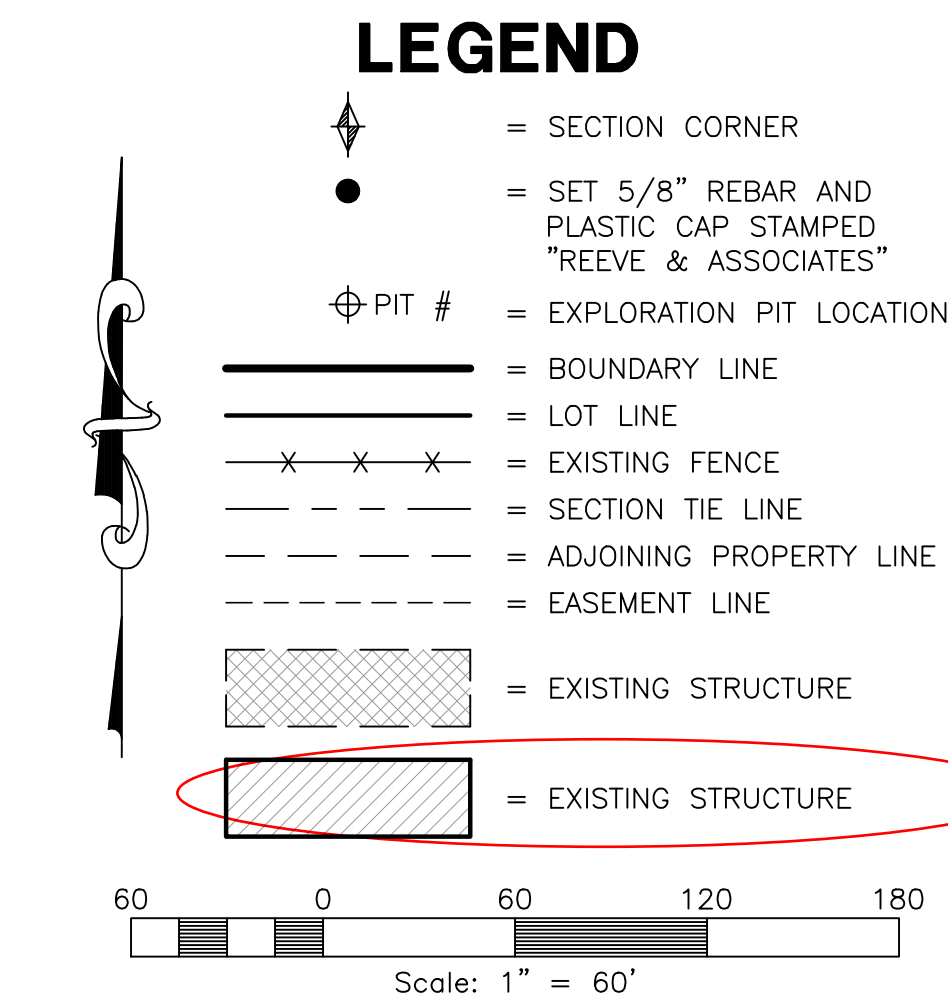 LEGEND
= SECTION CORNER
= SET 5/8" REBAR AND
PLASTIC CAP STAMPED
"REEVE & ASSOCIATES"
PIT # = EXPLORATION PIT LOCATION
= BOUNDARY LINE
= LOT LINE
= EXISTING FENCE
= SECTION TIE LINE
= ADJOINING PROPERTY LINE
= EASEMENT LINE
= EXISTING STRUCTURE
= EXISTING STRUCTURE
60 0 60 120 180
Scale: 1" = 60'